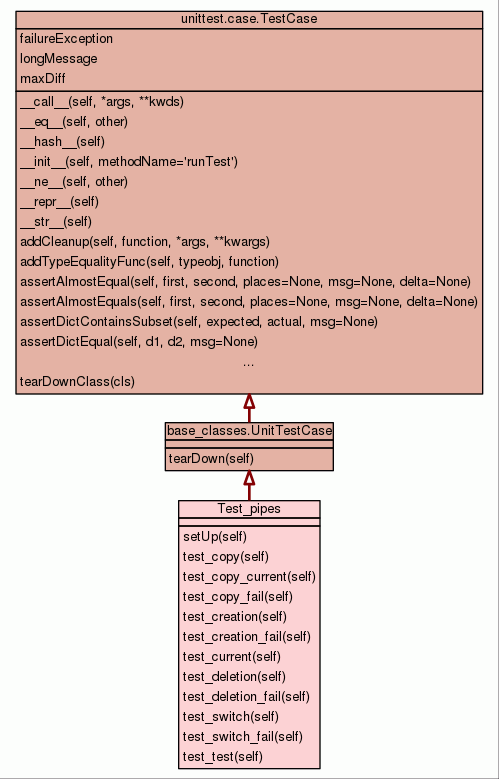 unittest.case.TestCase
failureException
longMessage
maxDiff
__call__(self, *args, **kwds)
__eq__(self, other)
__hash__(self)
__init__(self, methodName='runTest')
__ne__(self, other)
__repr__(self)
__str__(self)
addCleanup(self, function, *args, **kwargs)
addTypeEqualityFunc(self, typeobj, function)
assertAlmostEqual(self, first, second, places=None, msg=None, delta=None)
assertAlmostEquals(self, first, second, places=None, msg=None, delta=None)
assertDictContainsSubset(self, expected, actual, msg=None)
assertDictEqual(self, d1, d2, msg=None)
...
tearDownClass(cls)
base_classes.UnitTestCase
tearDown(self)
Test_pipes
setUp(self)
test_copy(self)
test_copy_current(self)
test_copy_fail(self)
test_creation(self)
test_creation_fail(self)
test_current(self)
test_deletion(self)
test_deletion_fail(self)
test_switch(self)
test_switch_fail(self)
test_test(self)